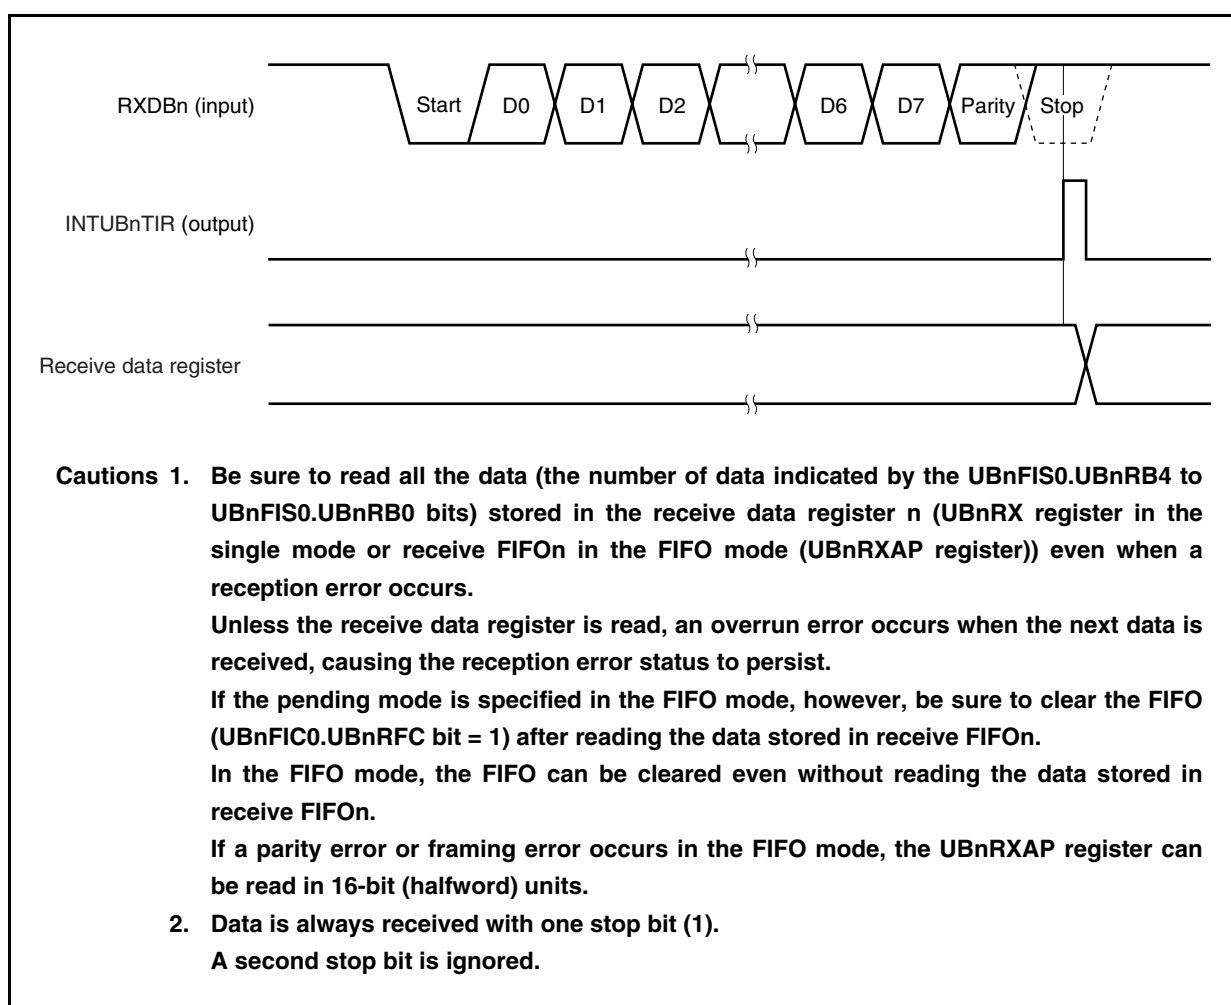 RXDBn (input) Start D0 D1 D2 D6 D7 Parity Stop
INTUBnTIR (output)
Receive data register
Cautions 1. Be sure to read all the data (the number of data indicated by the UBnFIS0.UBnRB4 to
UBnFIS0.UBnRB0 bits) stored in the receive data register n (UBnRX register in the
single mode or receive FIFOn in the FIFO mode (UBnRXAP register)) even when a
reception error occurs.
Unless the receive data register is read, an overrun error occurs when the next data is
received, causing the reception error status to persist.
If the pending mode is specified in the FIFO mode, however, be sure to clear the FIFO
(UBnFIC0.UBnRFC bit = 1) after reading the data stored in receive FIFOn.
In the FIFO mode, the FIFO can be cleared even without reading the data stored in
receive FIFOn.
If a parity error or framing error occurs in the FIFO mode, the UBnRXAP register can
be read in 16-bit (halfword) units.
2. Data is always received with one stop bit (1).
A second stop bit is ignored.